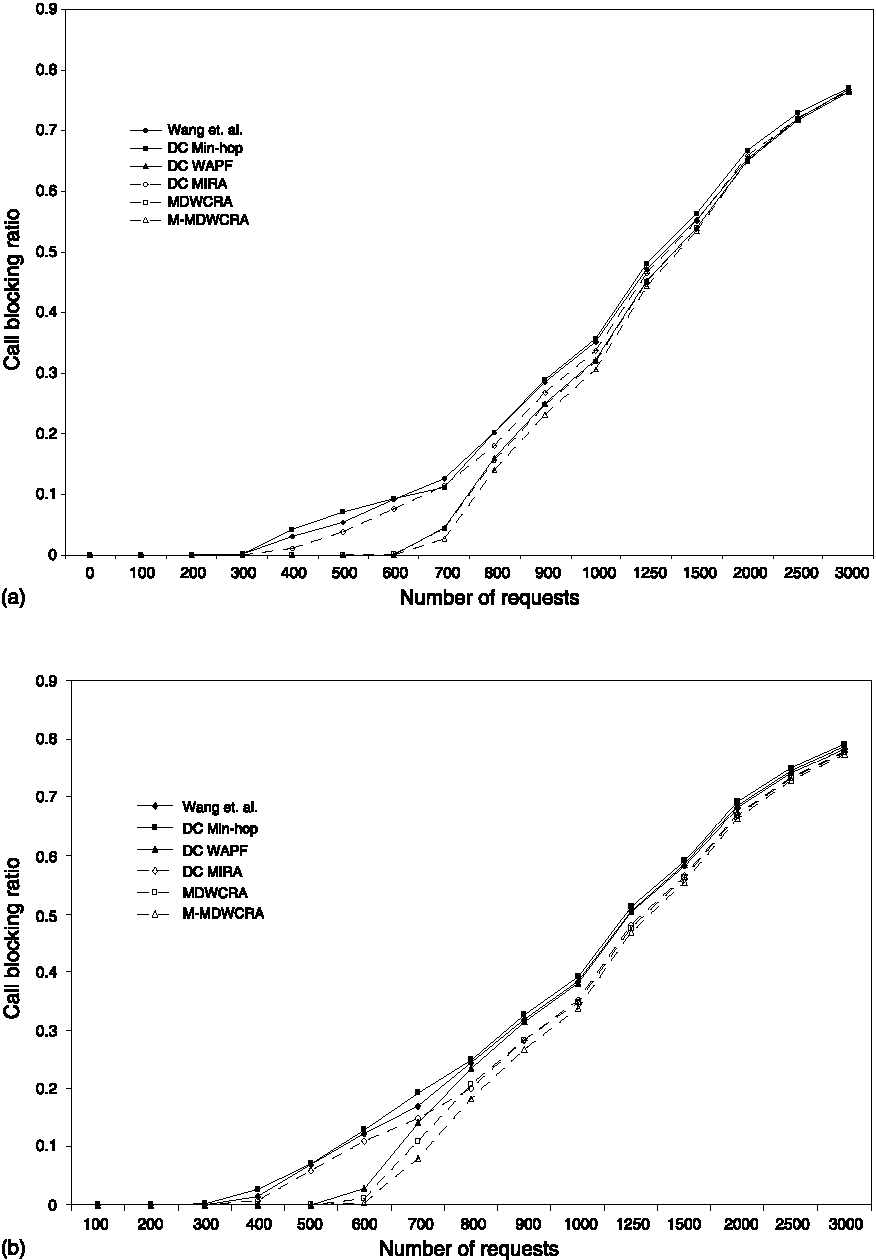 0.9
0.8
0.7
0.6
0.5
0.4
0.3
0.2
0.1
0
Call blocking ratio
Wang et. al.
DC Min-hop
DC WAPF
DC MIRA
MDWCRA
M-MDWCRA
0 100 200 300 400 500 600 700 800 900 1000 1250 1500 2000 2500 3000
(a) Number of requests
0.9
0.8
0.7
0.6
0.5
0.4
0.3
0.2
0.1
0
Call blocking ratio
Wang et. al.
DC Min-hop
DC WAPF
DC MIRA
MDWCRA
M-MDWCRA
100 200 300 400 500 600 700 800 900 1000 1250 1500 2000 2500 3000
(b) Number of requests